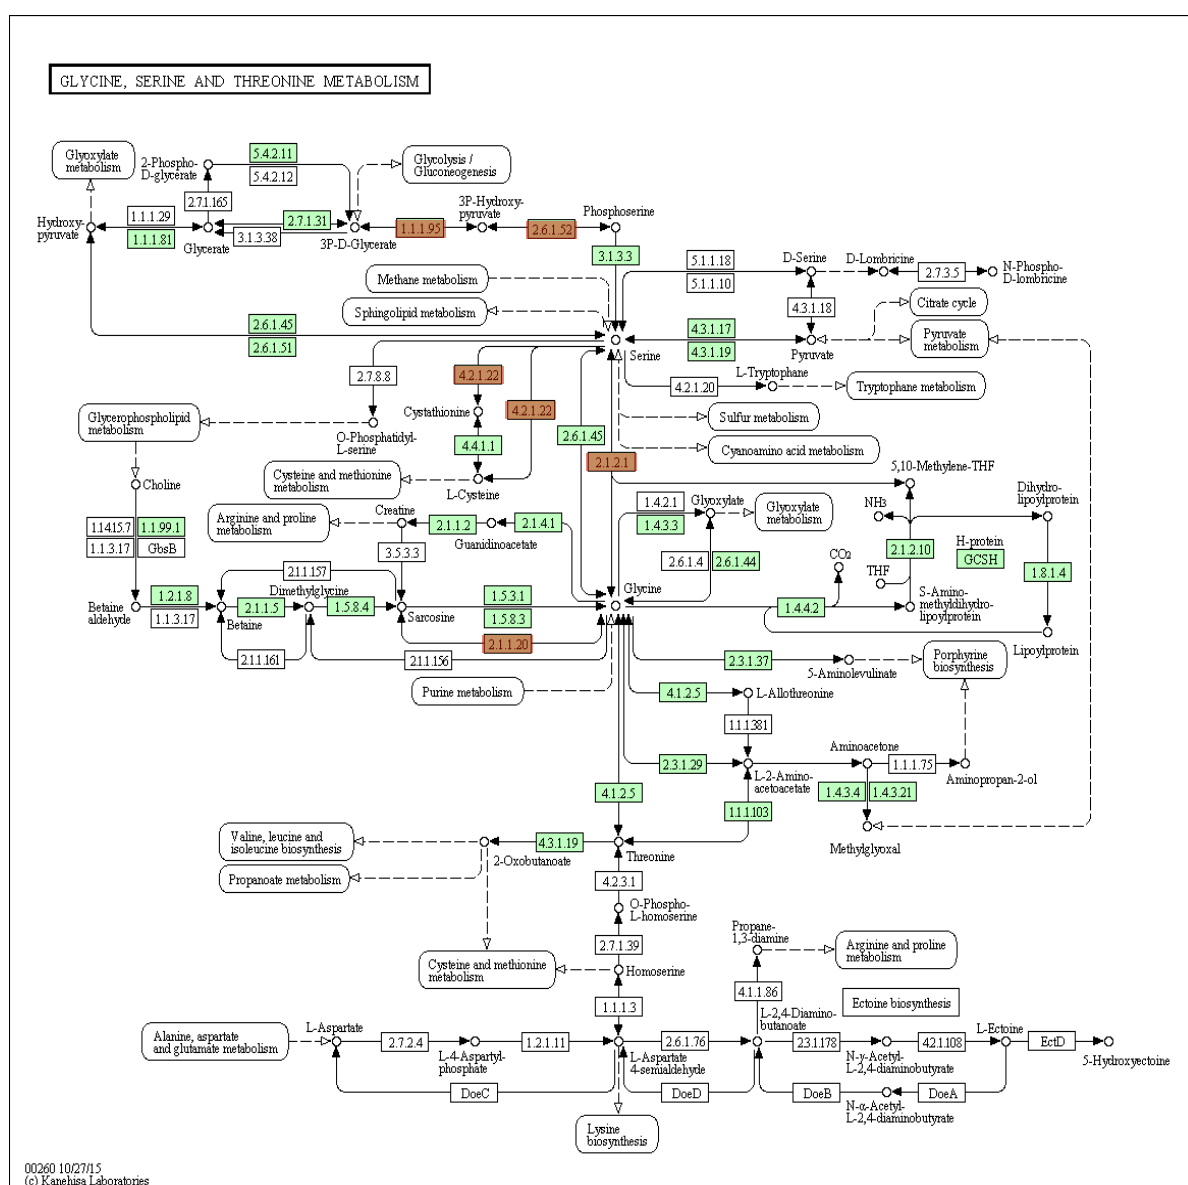 GLYCINE, SERINE AND THREONINE METABOLISM
Glyoxylate
metabolism
2-Phospho-
D-glycerate
5.4.2.11
5.4.2.12
Glycolysis /
Gluconeogenesis
2.7.1.165
Hydroxy-
pyruvate
1.1.1.29
1.1.1.81
Glycerate
2.7.1.31
3.1.3.38
3P-D-Glycerate
1.1.1.95
3P-Hydroxy-
pyruvate
2.6.1.52
Phosphoserine
3.1.3.3
Methane metabolism
Sphingolipid metabolism
5.1.1.18
5.1.1.10
D-Serine
D-Lombricine
2.7.3.5
N-Phospho-
D-lombricine
4.3.1.18
Citrate cycle
2.6.1.45
2.6.1.51
Serine
4.3.1.17
4.3.1.19
Pyruvate
Pyruvate
metabolism
2.7.8.8
4.2.1.22
4.2.1.20
L-Tryptophane
Tryptophane metabolism
Glycerophospholipid
metabolism
O-Phosphatidyl-
L-serine
Cystathionine
4.2.1.22
4.4.1.1
2.6.1.45
Sulfur metabolism
Cyanoamino acid metabolism
2.1.2.1
Cysteine and methionine
metabolism
L-Cysteine
5,10-Methylene-THF
Choline
1.14.15.7
1.1.99.1
1.1.3.17
GbsB
Arginine and proline
metabolism
Creatine
2.1.1.2
Guanidinoacetate
2.1.4.1
3.5.3.3
1.4.2.1
1.4.3.3
Glyoxylate
Glyoxylate
metabolism
2.6.1.4
2.6.1.44
NH3
Dihydro-
lipoylprotein
CO2
2.1.2.10
H-protein
GCSH
THF
1.8.1.4
2.1.1.157
Betaine
aldehyde
1.2.1.8
1.1.3.17
Betaine
2.1.1.5
Dimethylglycine
1.5.8.4
Sarcosine
1.5.3.1
1.5.8.3
Glycine
1.4.4.2
S-Amino-
methyldihydro-
lipoylprotein
Lipoylprotein
2.1.1.20
2.1.1.161
2.1.1.156
2.3.1.37
5-Aminolevulinate
Porphyrine
biosynthesis
Purine metabolism
4.1.2.5
L-Allothreonine
1.1.1.381
2.3.1.29
L-2-Amino-
acetoacetate
Aminoacetone
1.1.1.75
Aminopropan-2-ol
4.1.2.5
1.1.1.103
1.4.3.4
1.4.3.21
Methylglyoxal
Valine, leucine and
isoleucine biosynthesis
2-Oxobutanoate
4.3.1.19
Threonine
Propanoate metabolism
4.2.3.1
O-Phospho-
L-homoserine
2.7.1.39
Cysteine and methionine
metabolism
Homoserine
1.1.1.3
Propane-
1,3-diamine
Arginine and proline
metabolism
4.1.1.86
Ectoine biosynthesis
Alanine, aspartate
and glutamate metabolism
L-Aspartate
2.7.2.4
L-4-Aspartyl-
phosphate
1.2.1.11
L-Aspartate
4-semialdehyde
2.6.1.76
L-2,4-Diamino-
butanoate
2.3.1.178
N-γ-Acetyl-
L-2,4-diaminobutyrate
4.2.1.108
L-Ectoine
EctD
5-Hydroxyectoine
DoeC
DoeD
DoeB
N-α-Acetyl-
L-2,4-diaminobutyrate
DoeA
Lysine
biosynthesis
00260 10/27/15
(c) Kanehisa Laboratories